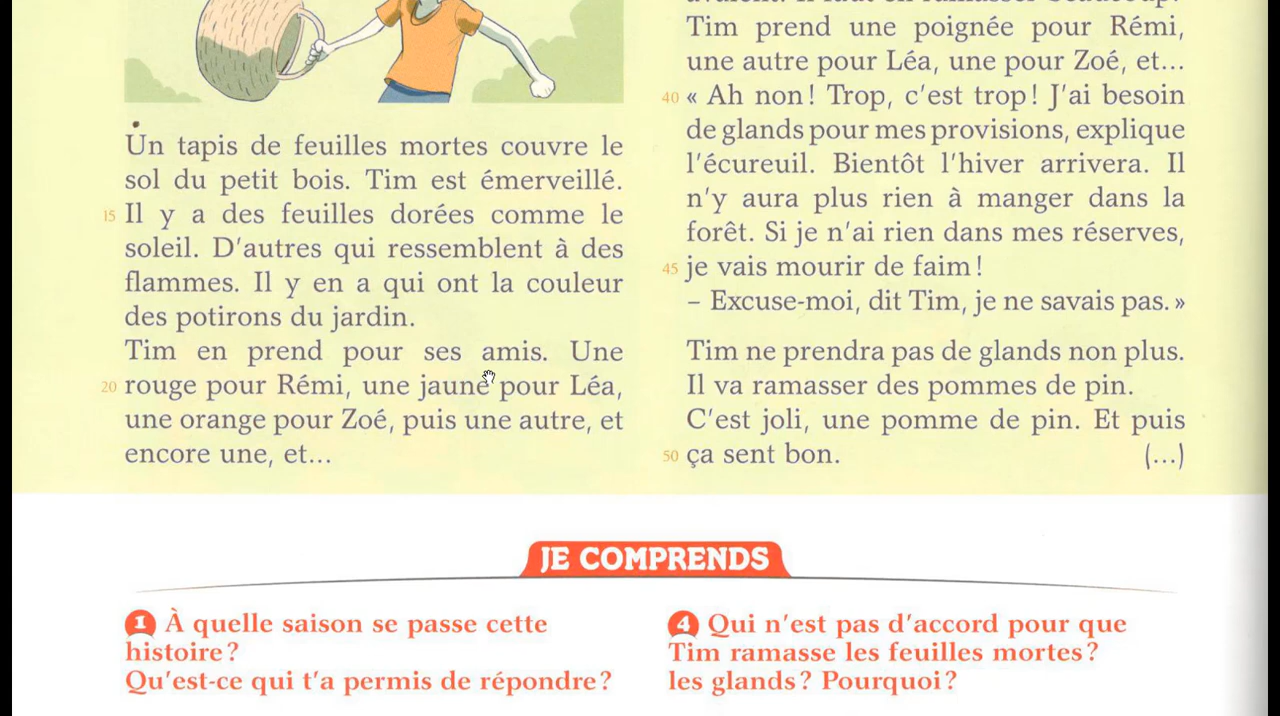 Un tapis de feuilles mortes couvre le
sol du petit bois. Tim est émerveillé.
15 Il y a des feuilles dorées comme le
soleil. D'autres qui ressemblent à des
flammes. Il y en a qui ont la couleur
des potirons du jardin.
Tim en prend pour ses amis. Une
20 rouge pour Rémi, une jaune pour Léa,
une orange pour Zoé, puis une autre, et
encore une, et...
Tim prend une poignée pour Rémi,
une autre pour Léa, une pour Zoé, et...
40 « Ah non ! Trop, c'est trop ! J'ai besoin
de glands pour mes provisions, explique
l'écureuil. Bientôt l'hiver arrivera. Il
n'y aura plus rien à manger dans la
forêt. Si je n'ai rien dans mes réserves,
45 je vais mourir de faim !
– Excuse-moi, dit Tim, je ne savais pas. »
Tim ne prendra pas de glands non plus.
Il va ramasser des pommes de pin.
C'est joli, une pomme de pin. Et puis
50 ça sent bon. (...)
JE COMPRENDS
1 À quelle saison se passe cette
histoire ?
Qu'est-ce qui t'a permis de répondre ?
4 Qui n'est pas d'accord pour que
Tim ramasse les feuilles mortes ?
les glands ? Pourquoi ?